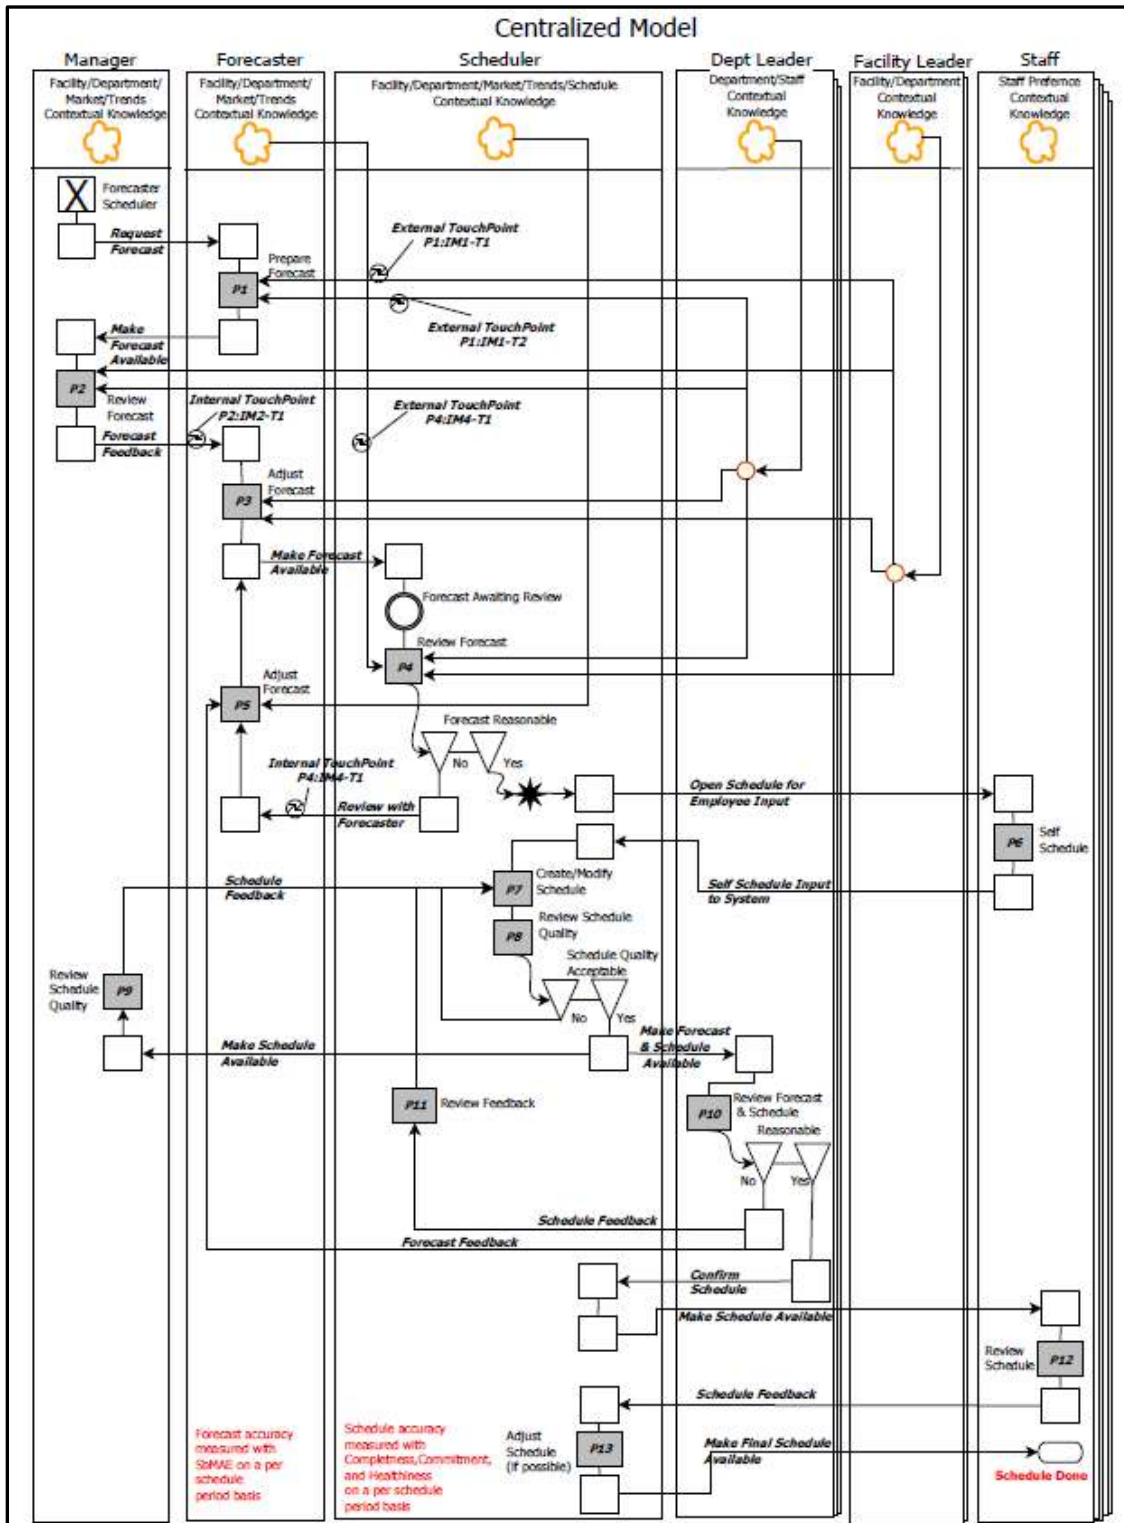 Centralized Model
Manager
Forecaster
Scheduler
Dept Leader
Facility Leader
Staff
Facility/Department/
Market/Trends
Contextual Knowledge
Facility/Department/
Market/Trends
Contextual Knowledge
Facility/Department/Market/Trends/Schedule
Contextual Knowledge
Department/Staff
Contextual
Knowledge
Facility/Department
Contextual
Knowledge
Staff Prefernce
Contextual
Knowledge
X
Forecaster
Scheduler
Request
Forecast
External TouchPoint
P1:IM1-T1
Prepare
Forecast
P1
External TouchPoint
P1:IM1-T2
Make
Forecast
Available
P2
Review
Forecast
Internal TouchPoint
P2:IM2-T1
External TouchPoint
P4:IM4-T1
Forecast
Feedback
Adjust
Forecast
P3
Make Forecast
Available
Forecast Awaiting Review
Review Forecast
P4
Adjust
Forecast
P5
Forecast Reasonable
No
Yes
Internal TouchPoint
P4:IM4-T1
Review with
Forecaster
Open Schedule for
Employee Input
P6
Self
Schedule
Self Schedule Input
to System
Schedule
Feedback
P7
Create/Modify
Schedule
P8
Review Schedule
Quality
Schedule Quality
Acceptable
No
Yes
Review
Schedule
Quality
P9
Make Schedule
Available
Make Forecast
& Schedule
Available
P11
Review Feedback
P10
Review Forecast
& Schedule
Reasonable
No
Yes
Schedule Feedback
Forecast Feedback
Confirm
Schedule
Make Schedule Available
Review
Schedule
P12
Schedule Feedback
Adjust
Schedule
(if possible)
P13
Make Final Schedule
Available
Schedule Done
Forecast accuracy
measured with
SbMAE on a per
schedule
period basis
Schedule accuracy
measured with
Completness,Commitment,
and Healthiness
on a per schedule
period basis